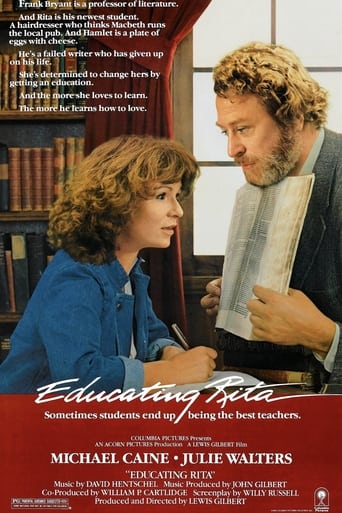 Frank Bryant is a professor of literature.
And Rita is his newest student.
A hairdresser who thinks Macbeth runs
the local pub. And Hamlet is a plate of
eggs with cheese.
He's a failed writer who has given up
on his life.
She's determined to change hers by
getting an education.
And the more she loves to learn.
The more he learns how to love.
Educating Rita
Sometimes students end up being the best teachers.
COLUMBIA PICTURES Presents
AN ACORN PICTURES Production A LEWIS GILBERT Film
MICHAEL CAINE • JULIE WALTERS
"EDUCATING RITA"
Music by DAVID HENTSCHEL Music Produced by JOHN GILBERT
Co-Produced by WILLIAM P. CARTLIDGE Screenplay by WILLY RUSSELL
Produced and Directed by LEWIS GILBERT
PG PARENTAL GUIDANCE SUGGESTED